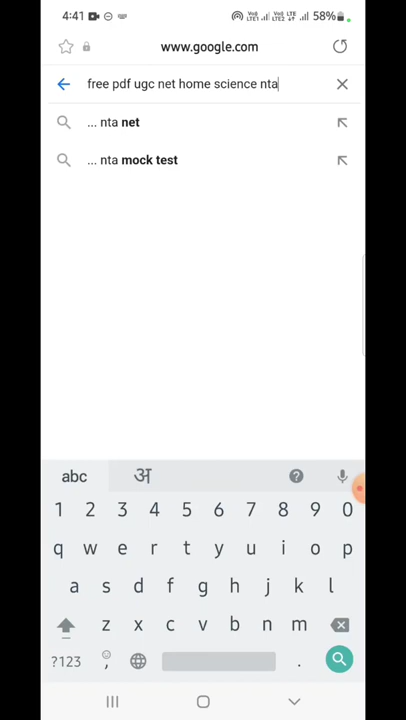 4:41 58%
www.google.com
free pdf ugc net home science nta
... nta net
... nta mock test
abc अ
1 2 3 4 5 6 7 8 9 0
q w e r t y u i o p
a s d f g h j k l
z x c v b n m
?123 , .